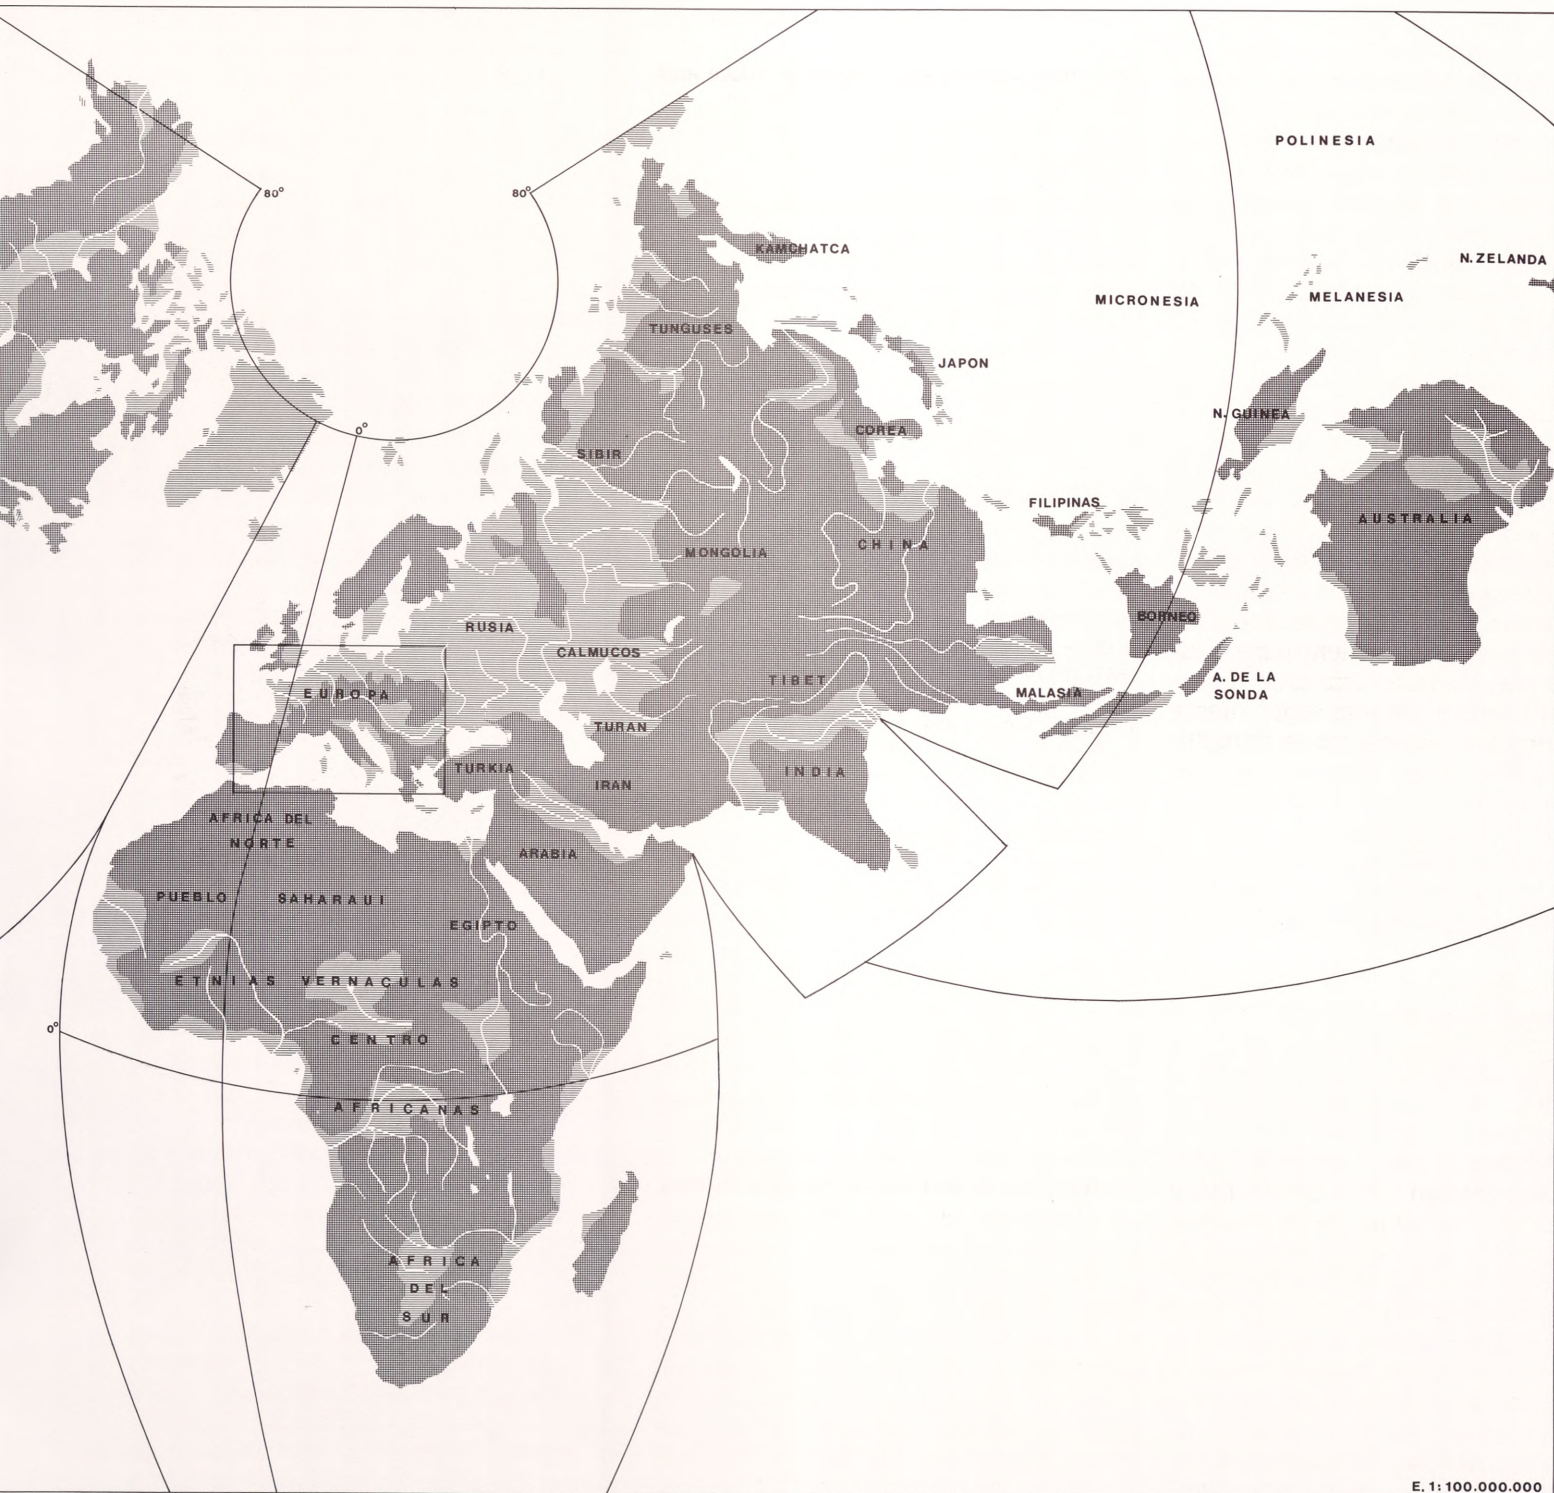 POLINESIA
80°
80°
KAMCHATCA
N. ZELANDA
MICRONESIA
MELANESIA
TUNGUSES
JAPON
N. GUINEA
0°
COREA
SIBIR
FILIPINAS
AUSTRALIA
MONGOLIA
CHINA
BORNEO
RUSIA
CALMUCOS
TIBET
A. DE LA
SONDA
EUROPA
MALASIA
TURAN
TURKIA
INDIA
IRAN
AFRICA DEL
NORTE
ARABIA
PUEBLO SAHARAUI
EGIPTO
ETNIAS VERNACULAS
0°
CENTRO
AFRICANAS
AFRICA
DEL
SUR
E. 1:100.000.000